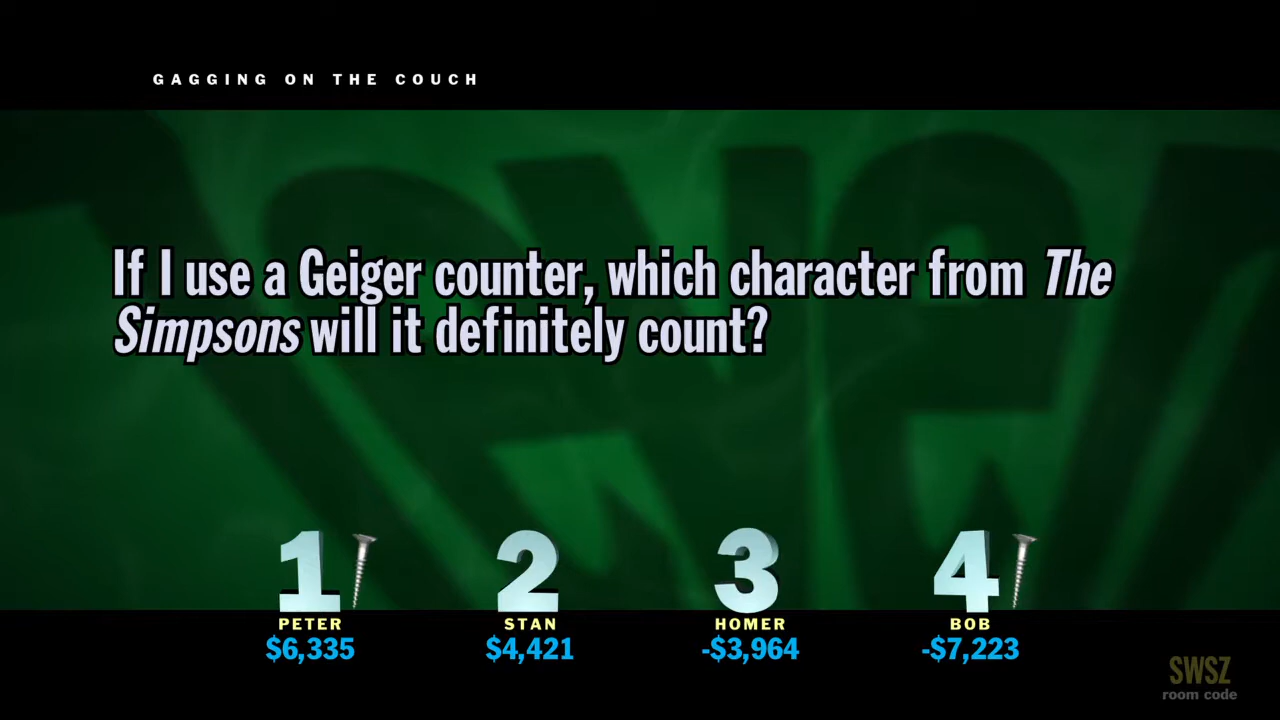 GAGGING ON THE COUCH
If I use a Geiger counter, which character from The
Simpsons will it definitely count?
1 2 3 4
PETER STAN HOMER BOB
$6,335 $4,421 -$3,964 -$7,223
SWSZ
room code